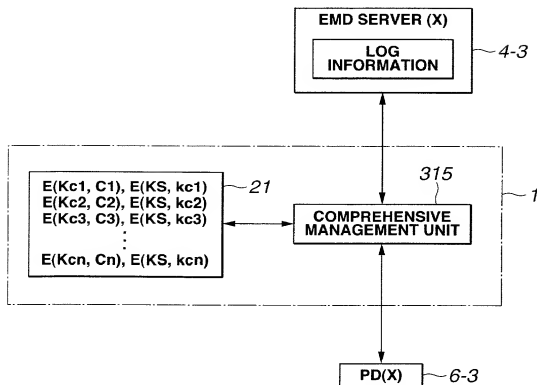 EMD SERVER (X)
LOG
INFORMATION
4-3
E(Kc1, C1), E(KS, kc1)
E(Kc2, C2), E(KS, kc2)
E(Kc3, C3), E(KS, kc3)
⋮
E(Kcn, Cn), E(KS, kcn)
21
315
COMPREHENSIVE
MANAGEMENT UNIT
1
PD(X)
6-3